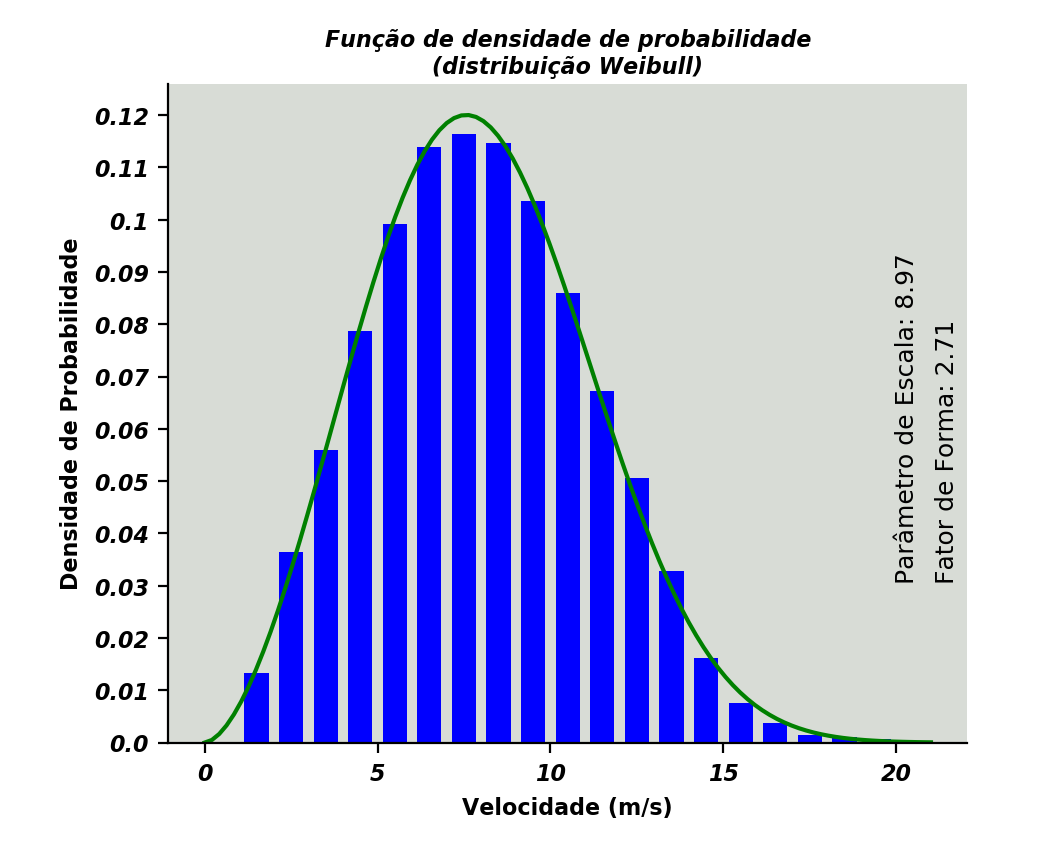 Função de densidade de probabilidade
(distribuição Weibull)
0.12
0.11
0.1
0.09
0.08
0.07
0.06
0.05
0.04
0.03
0.02
0.01
0.0
Densidade de Probabilidade
Parâmetro de Escala: 8.97
Fator de Forma: 2.71
0 5 10 15 20
Velocidade (m/s)